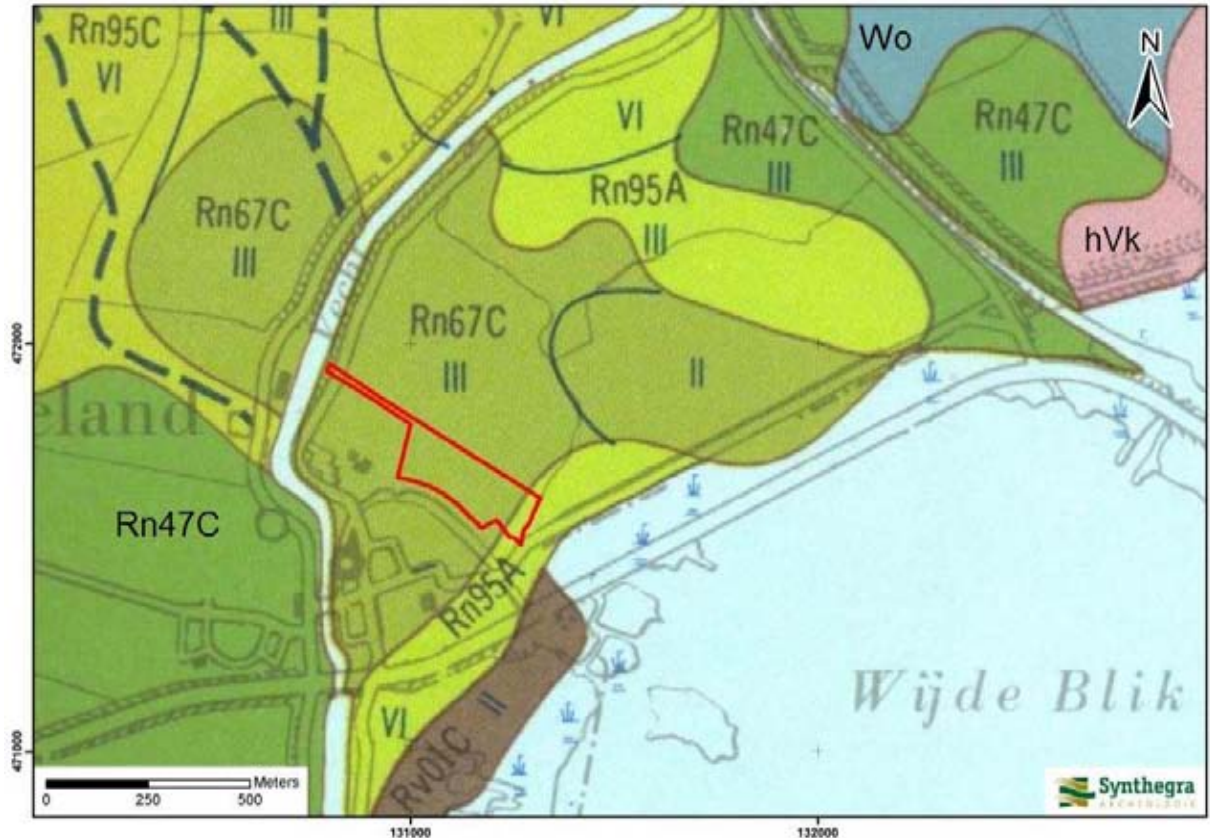 Rn95C
VI
III
VI
Wo
N
Rn67C
III
VI
Rn47C
III
Rn95A
III
Rn47C
III
hVk
Vecht
Rn67C
III
II
472000
eland
Rn47C
Rn95A
II
VI
Rv01C
Wijde Blik
471000
Meters
0 250 500
Synthegra
ARCHEOLOGIE
131000 132000